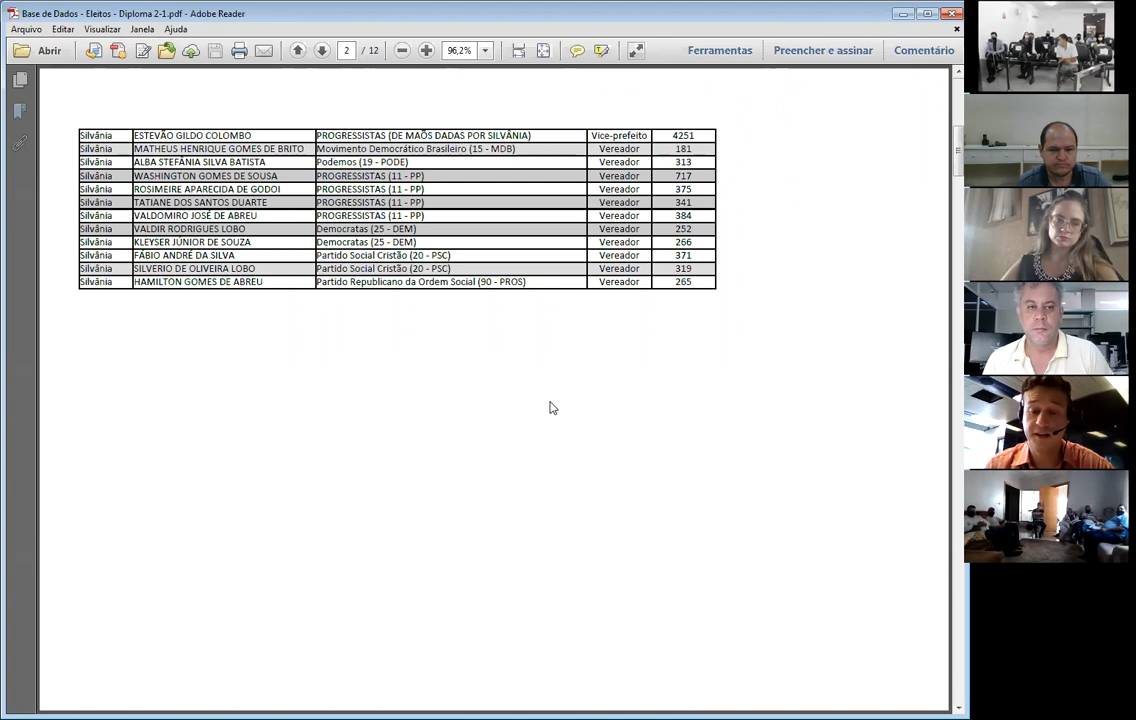 Base de Dados - Eleitos - Diploma 2-1.pdf - Adobe Reader
Arquivo Editar Visualizar Janela Ajuda
Abrir 2 / 12 96,2% Ferramentas Preencher e assinar Comentário
Silvânia ESTEVÃO GILDO COLOMBO PROGRESSISTAS (DE MAÕS DADAS POR SILVÂNIA) Vice-prefeito 4251
Silvânia MATHEUS HENRIQUE GOMES DE BRITO Movimento Democrático Brasileiro (15 - MDB) Vereador 181
Silvânia ALBA STEFÂNIA SILVA BATISTA Podemos (19 - PODE) Vereador 313
Silvânia WASHINGTON GOMES DE SOUSA PROGRESSISTAS (11 - PP) Vereador 717
Silvânia ROSIMEIRE APARECIDA DE GODOI PROGRESSISTAS (11 - PP) Vereador 375
Silvânia TATIANE DOS SANTOS DUARTE PROGRESSISTAS (11 - PP) Vereador 341
Silvânia VALDOMIRO JOSÉ DE ABREU PROGRESSISTAS (11 - PP) Vereador 384
Silvânia VALDIR RODRIGUES LOBO Democratas (25 - DEM) Vereador 252
Silvânia KLEYSER JÚNIOR DE SOUZA Democratas (25 - DEM) Vereador 266
Silvânia FÁBIO ANDRÉ DA SILVA Partido Social Cristão (20 - PSC) Vereador 371
Silvânia SILVERIO DE OLIVEIRA LOBO Partido Social Cristão (20 - PSC) Vereador 319
Silvânia HAMILTON GOMES DE ABREU Partido Republicano da Ordem Social (90 - PROS) Vereador 265